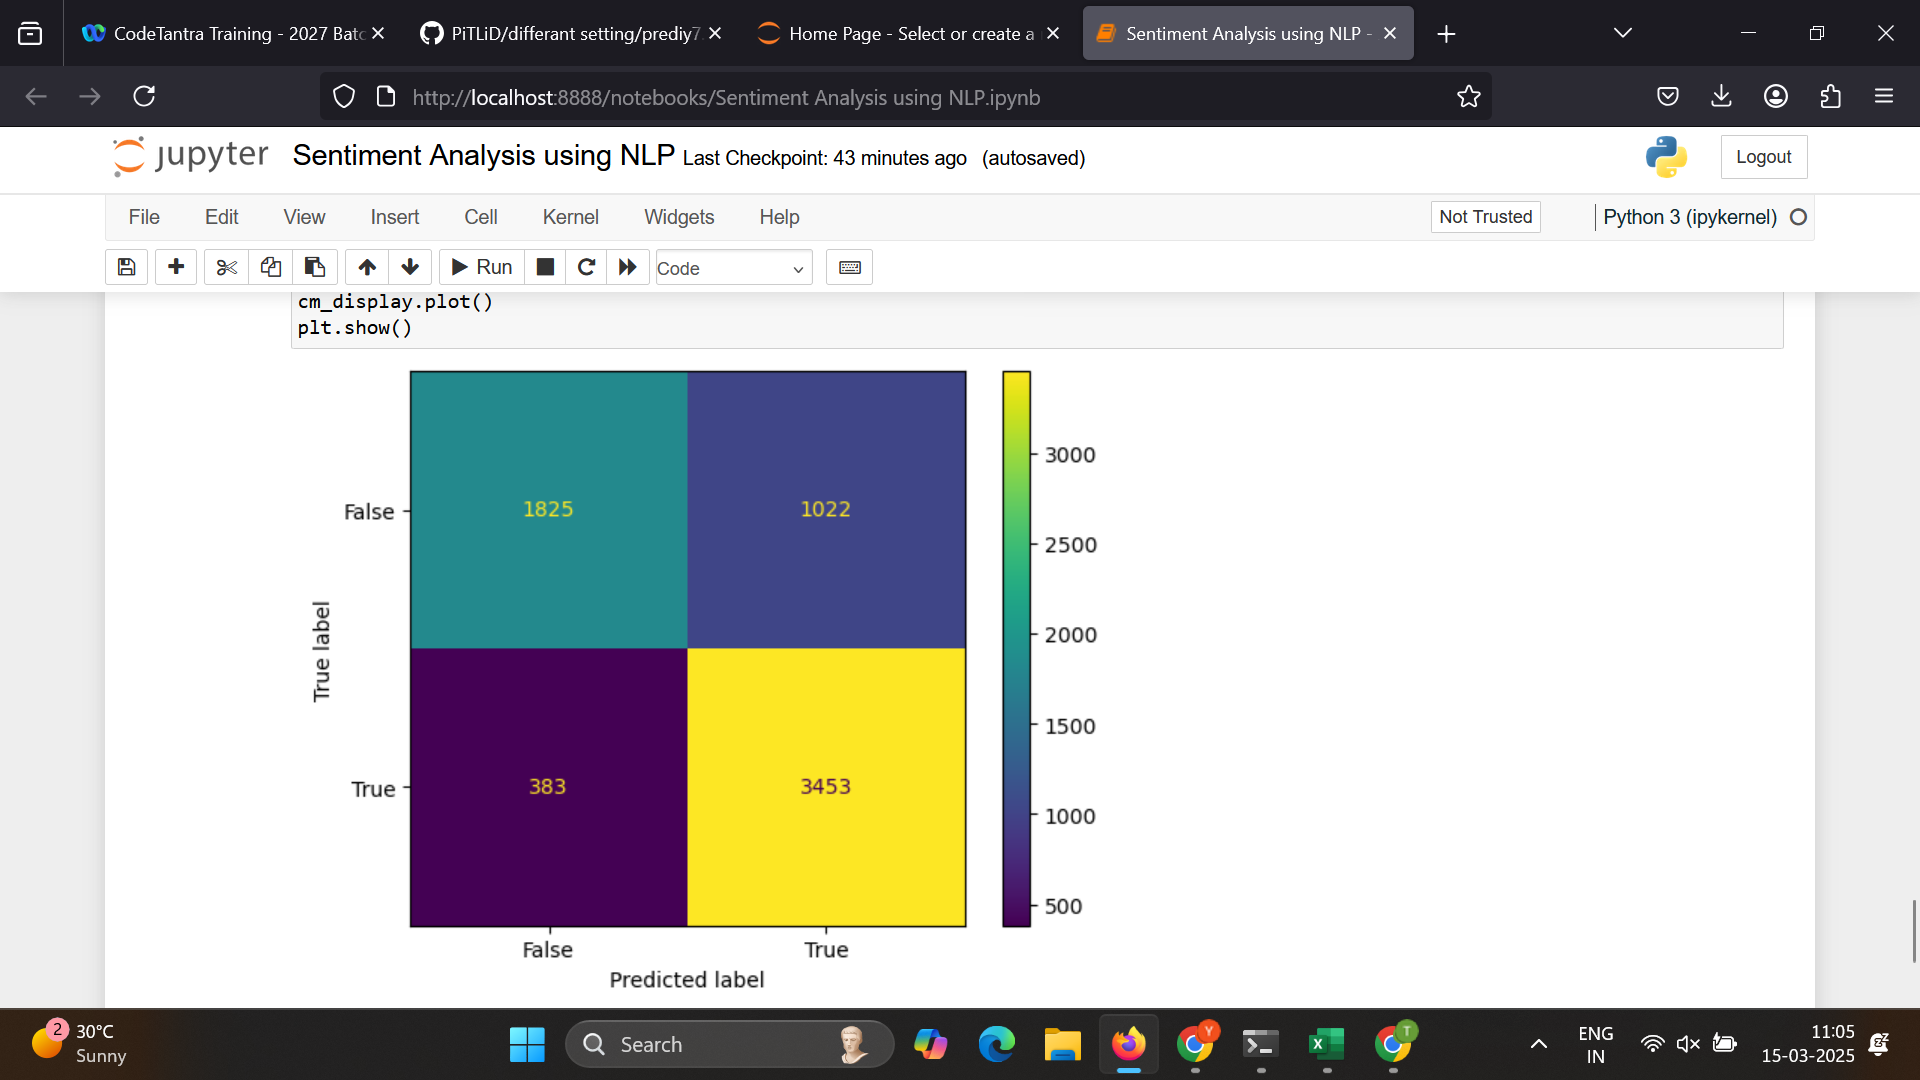 CodeTantra Training - 2027 Batc
PiTLiD/differant setting/prediy7.
Home Page - Select or create a
Sentiment Analysis using NLP -
http://localhost:8888/notebooks/Sentiment Analysis using NLP.ipynb
jupyter Sentiment Analysis using NLP Last Checkpoint: 43 minutes ago (autosaved)
Logout
File Edit View Insert Cell Kernel Widgets Help
Not Trusted
Python 3 (ipykernel)
Run
Code
cm_display.plot()
plt.show()
False 1825 1022
True 383 3453
False True
True label
Predicted label
3000
2500
2000
1500
1000
500
2
30°C
Sunny
Search
Y
T
X
ENG
IN
11:05
15-03-2025